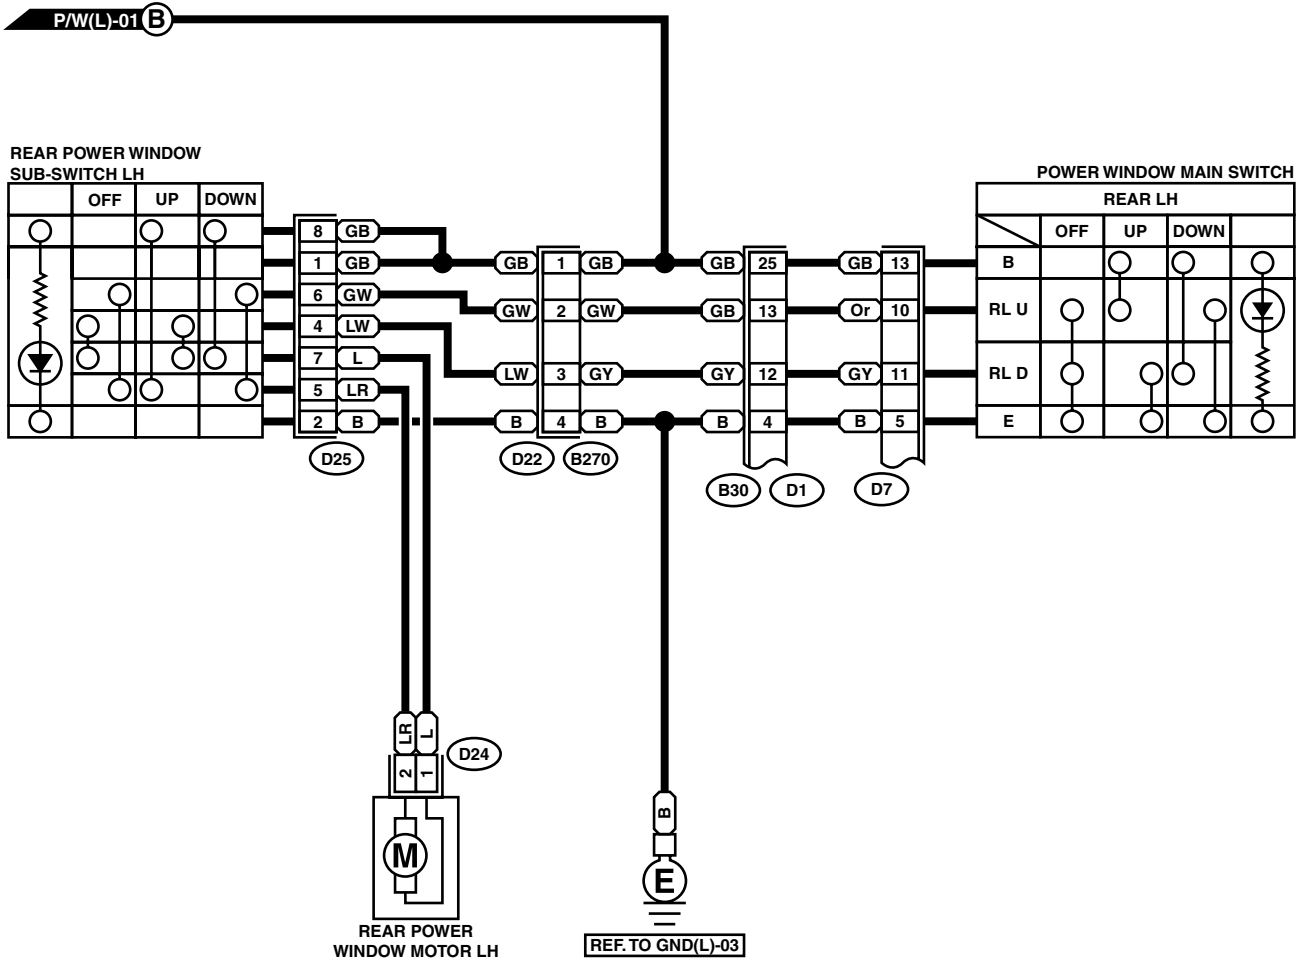 P/W(L)-01 B
REAR POWER WINDOW
SUB-SWITCH LH
OFF UP DOWN
POWER WINDOW MAIN SWITCH
REAR LH
OFF UP DOWN
8 GB
1 GB GB 1 GB GB 25 GB 13 B
6 GW GW 2 GW GB 13 Or 10 RL U
4 LW
7 L LW 3 GY GY 12 GY 11 RL D
5 LR
2 B B 4 B B 4 B 5 E
D25 D22 B270
B30 D1 D7
LR L
D24
2 1
B
M
E
REAR POWER
WINDOW MOTOR LH
REF. TO GND(L)-03